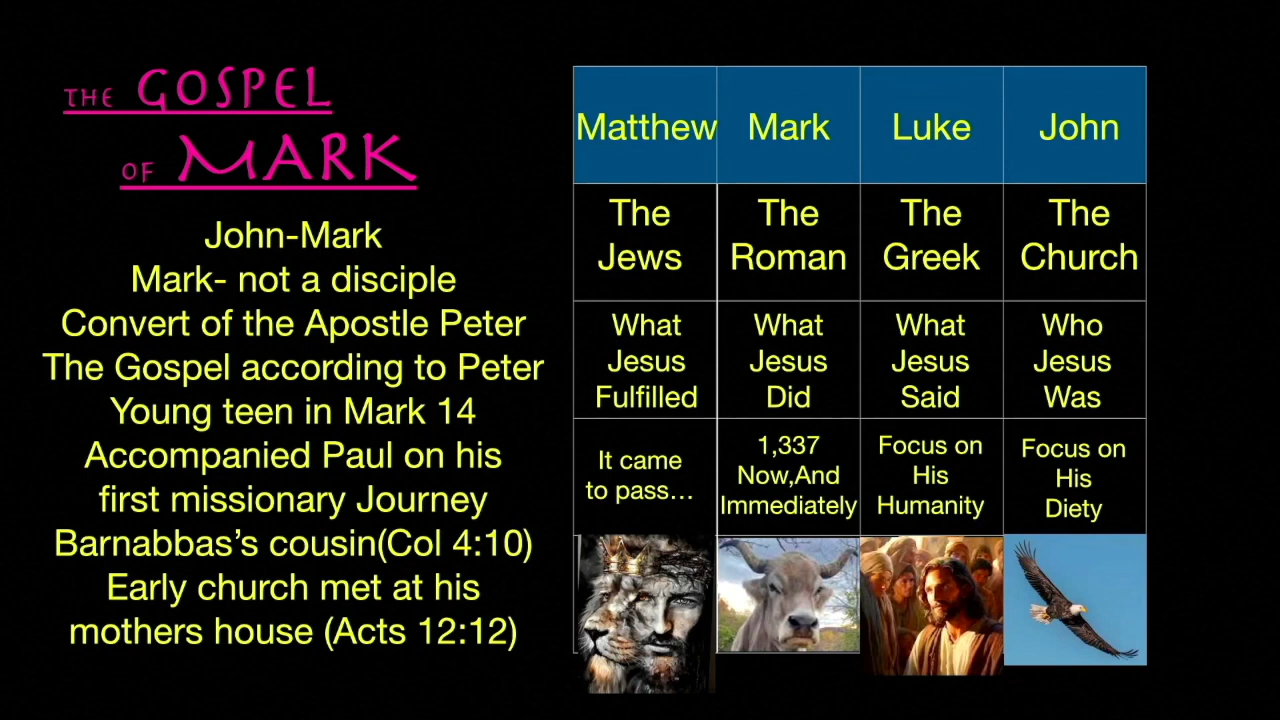 THE GOSPEL
OF MARK
John-Mark
Mark- not a disciple
Convert of the Apostle Peter
The Gospel according to Peter
Young teen in Mark 14
Accompanied Paul on his
first missionary Journey
Barnabbas’s cousin(Col 4:10)
Early church met at his
mothers house (Acts 12:12)
Matthew Mark Luke John
The The The The
Jews Roman Greek Church
What What What Who
Jesus Jesus Jesus Jesus
Fulfilled Did Said Was
It came
to pass…
1,337
Now,And
Immediately
Focus on
His
Humanity
Focus on
His
Diety